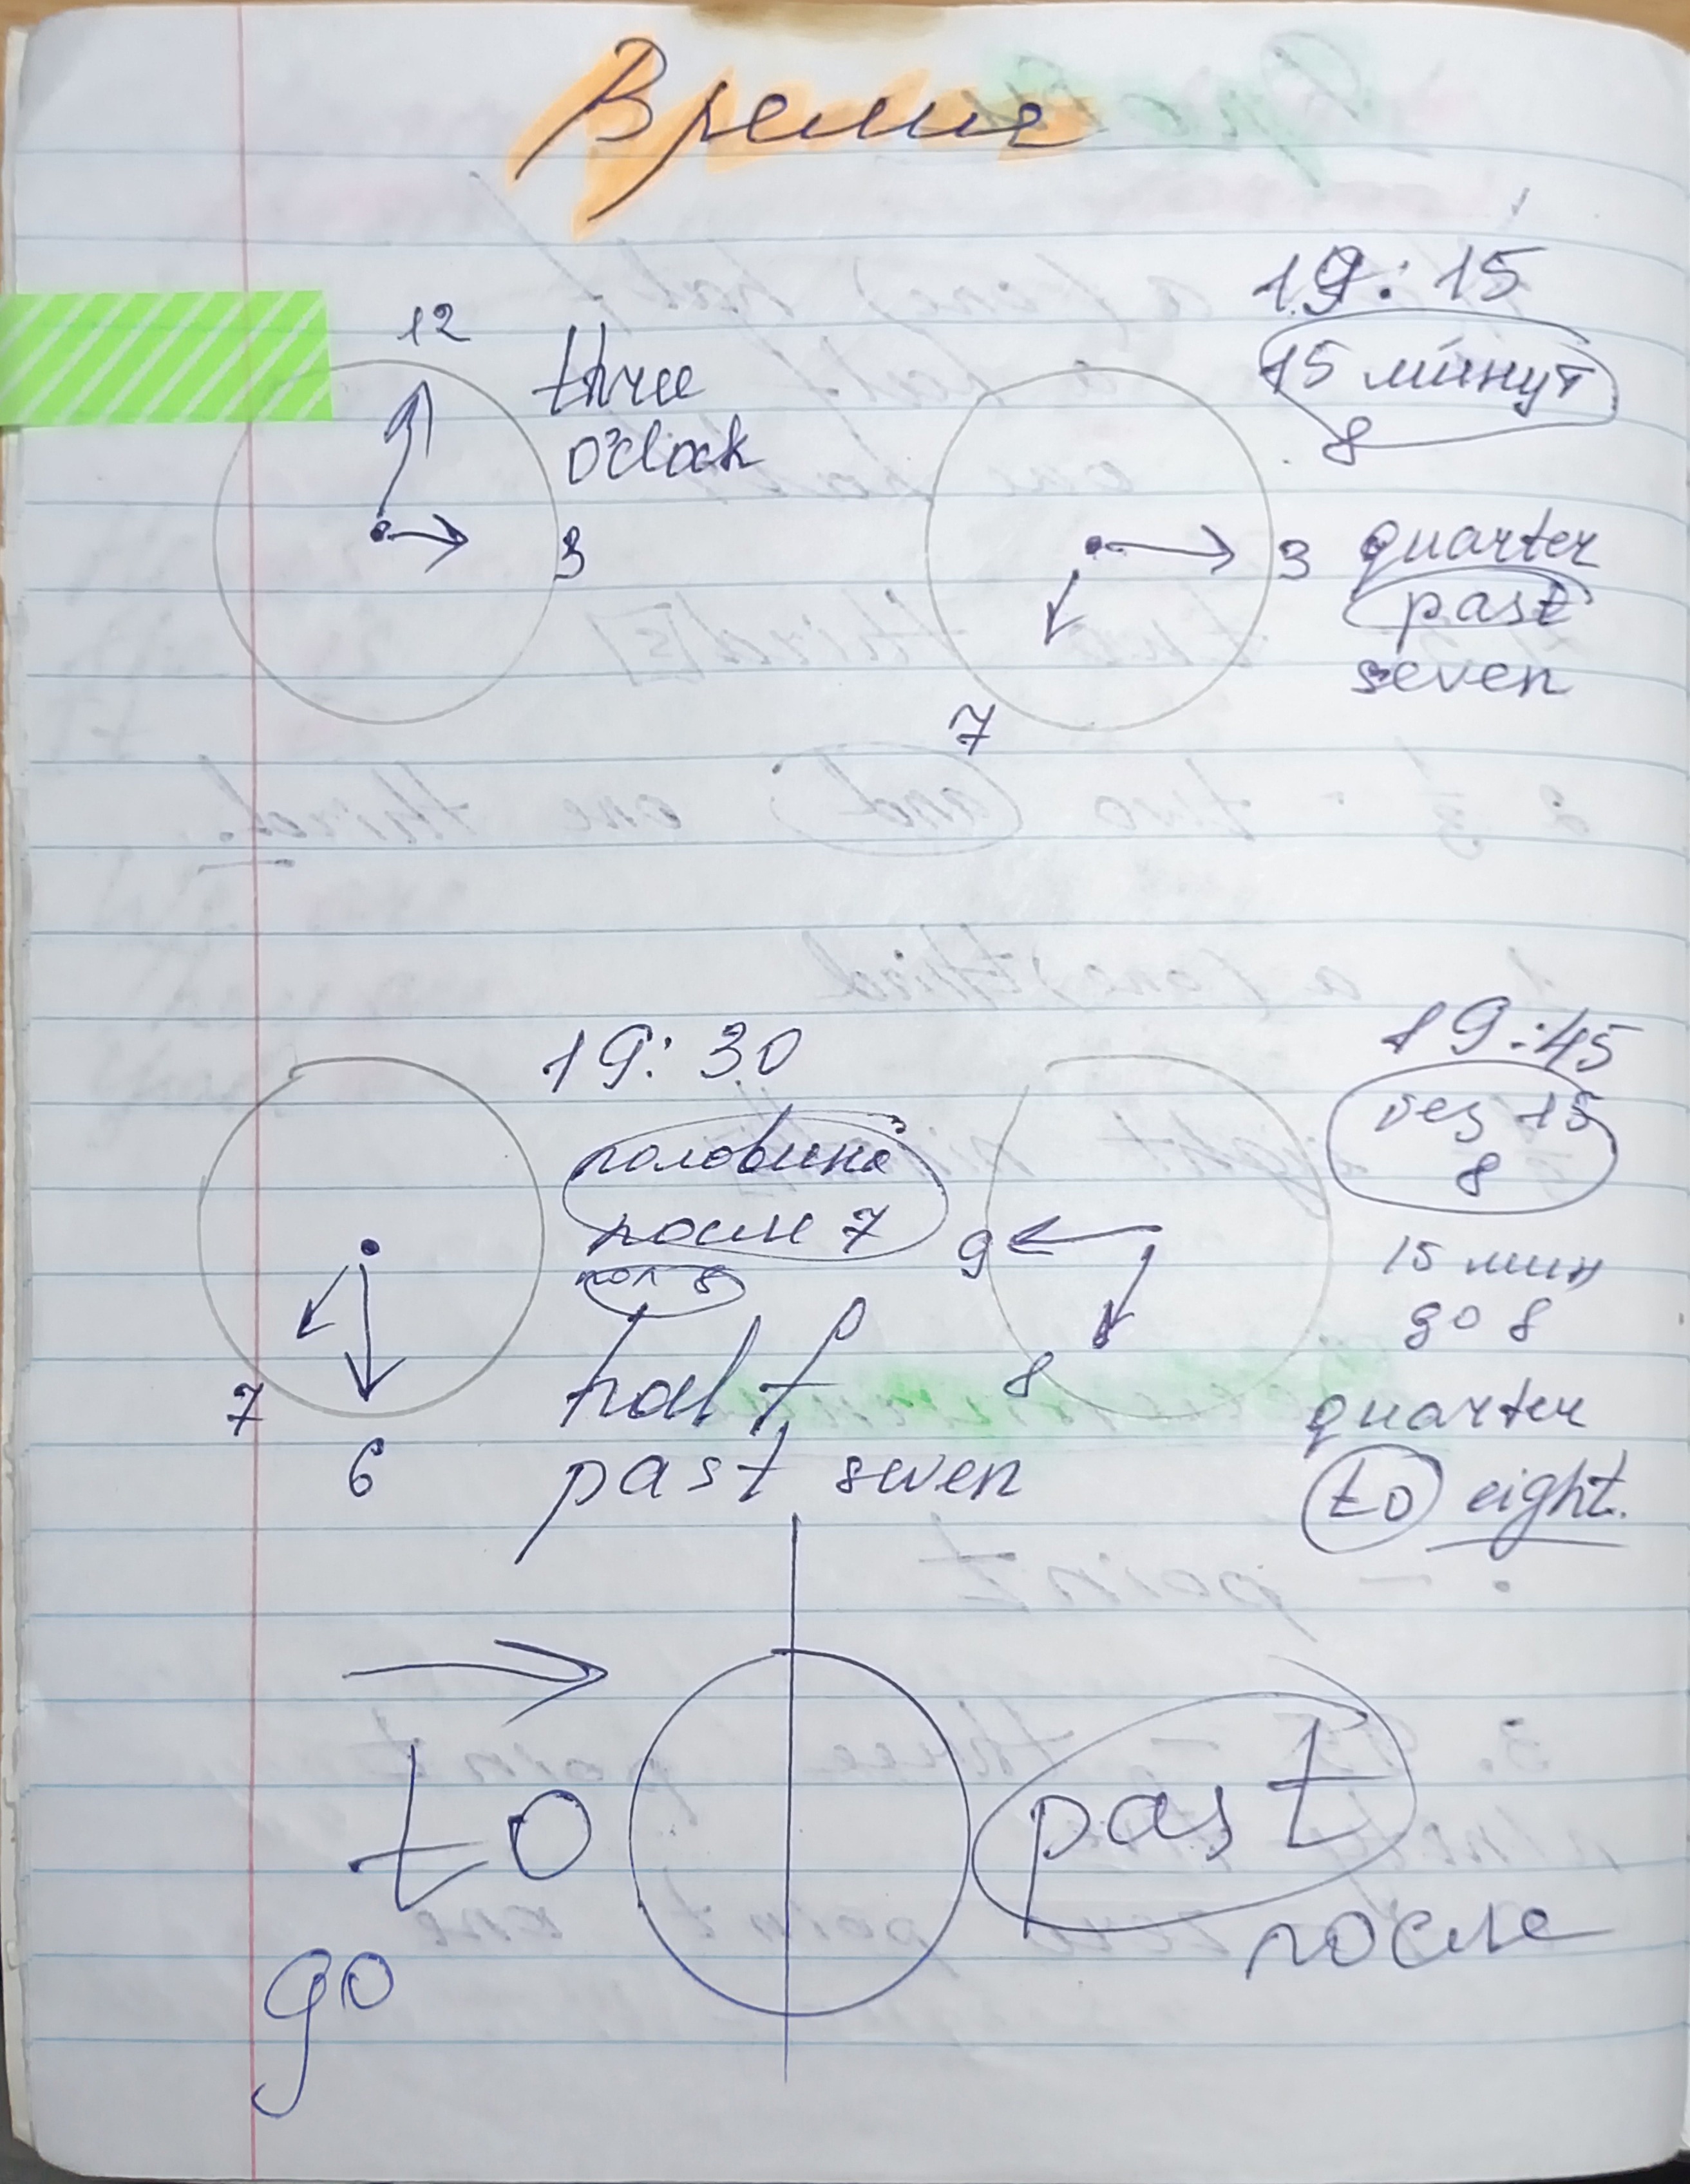 Время
12
three
o'clock
3
19:15
15 минут
8
3
quarter
past
seven
7
19:30
половина
после 7
пол 8
half
past seven
7
6
19:45
без 15
8
9
8
15 мин
до 8
quarter
to eight.
to
past
до
после